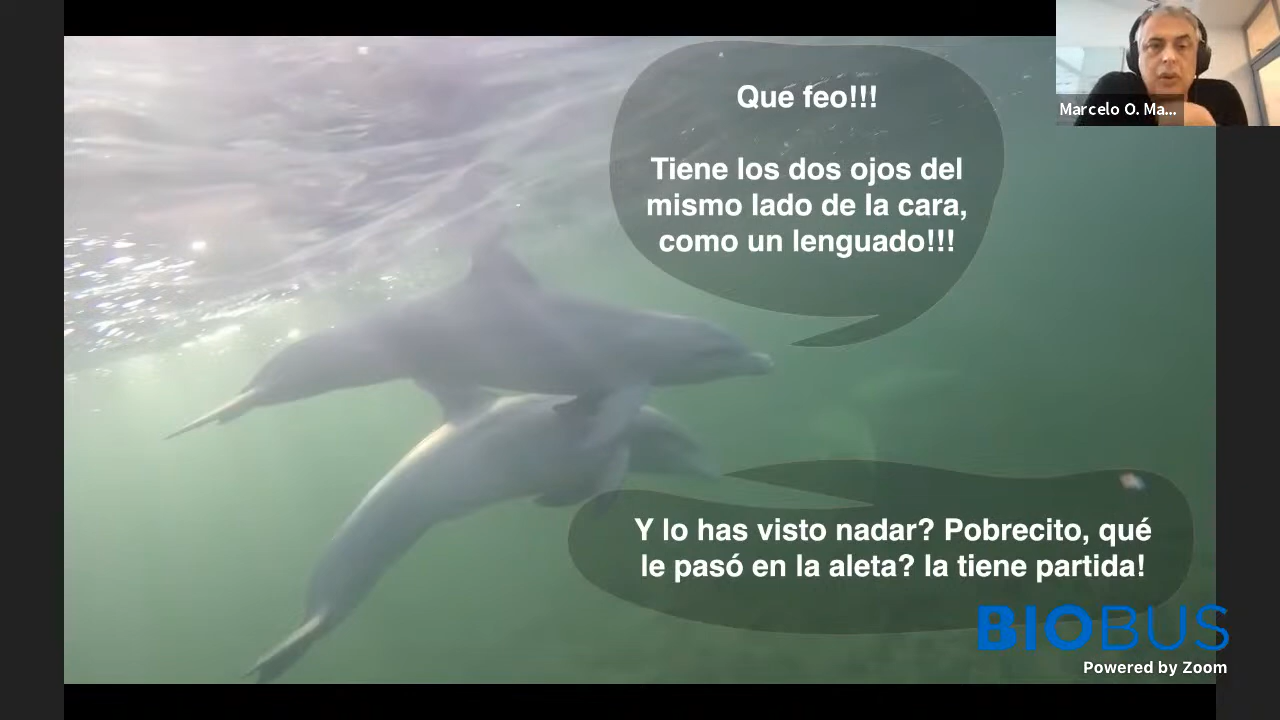 Que feo!!!
Tiene los dos ojos del
mismo lado de la cara,
como un lenguado!!!
Marcelo O. Ma...
Y lo has visto nadar? Pobrecito, qué
le pasó en la aleta? la tiene partida!
BIOBUS
Powered by Zoom